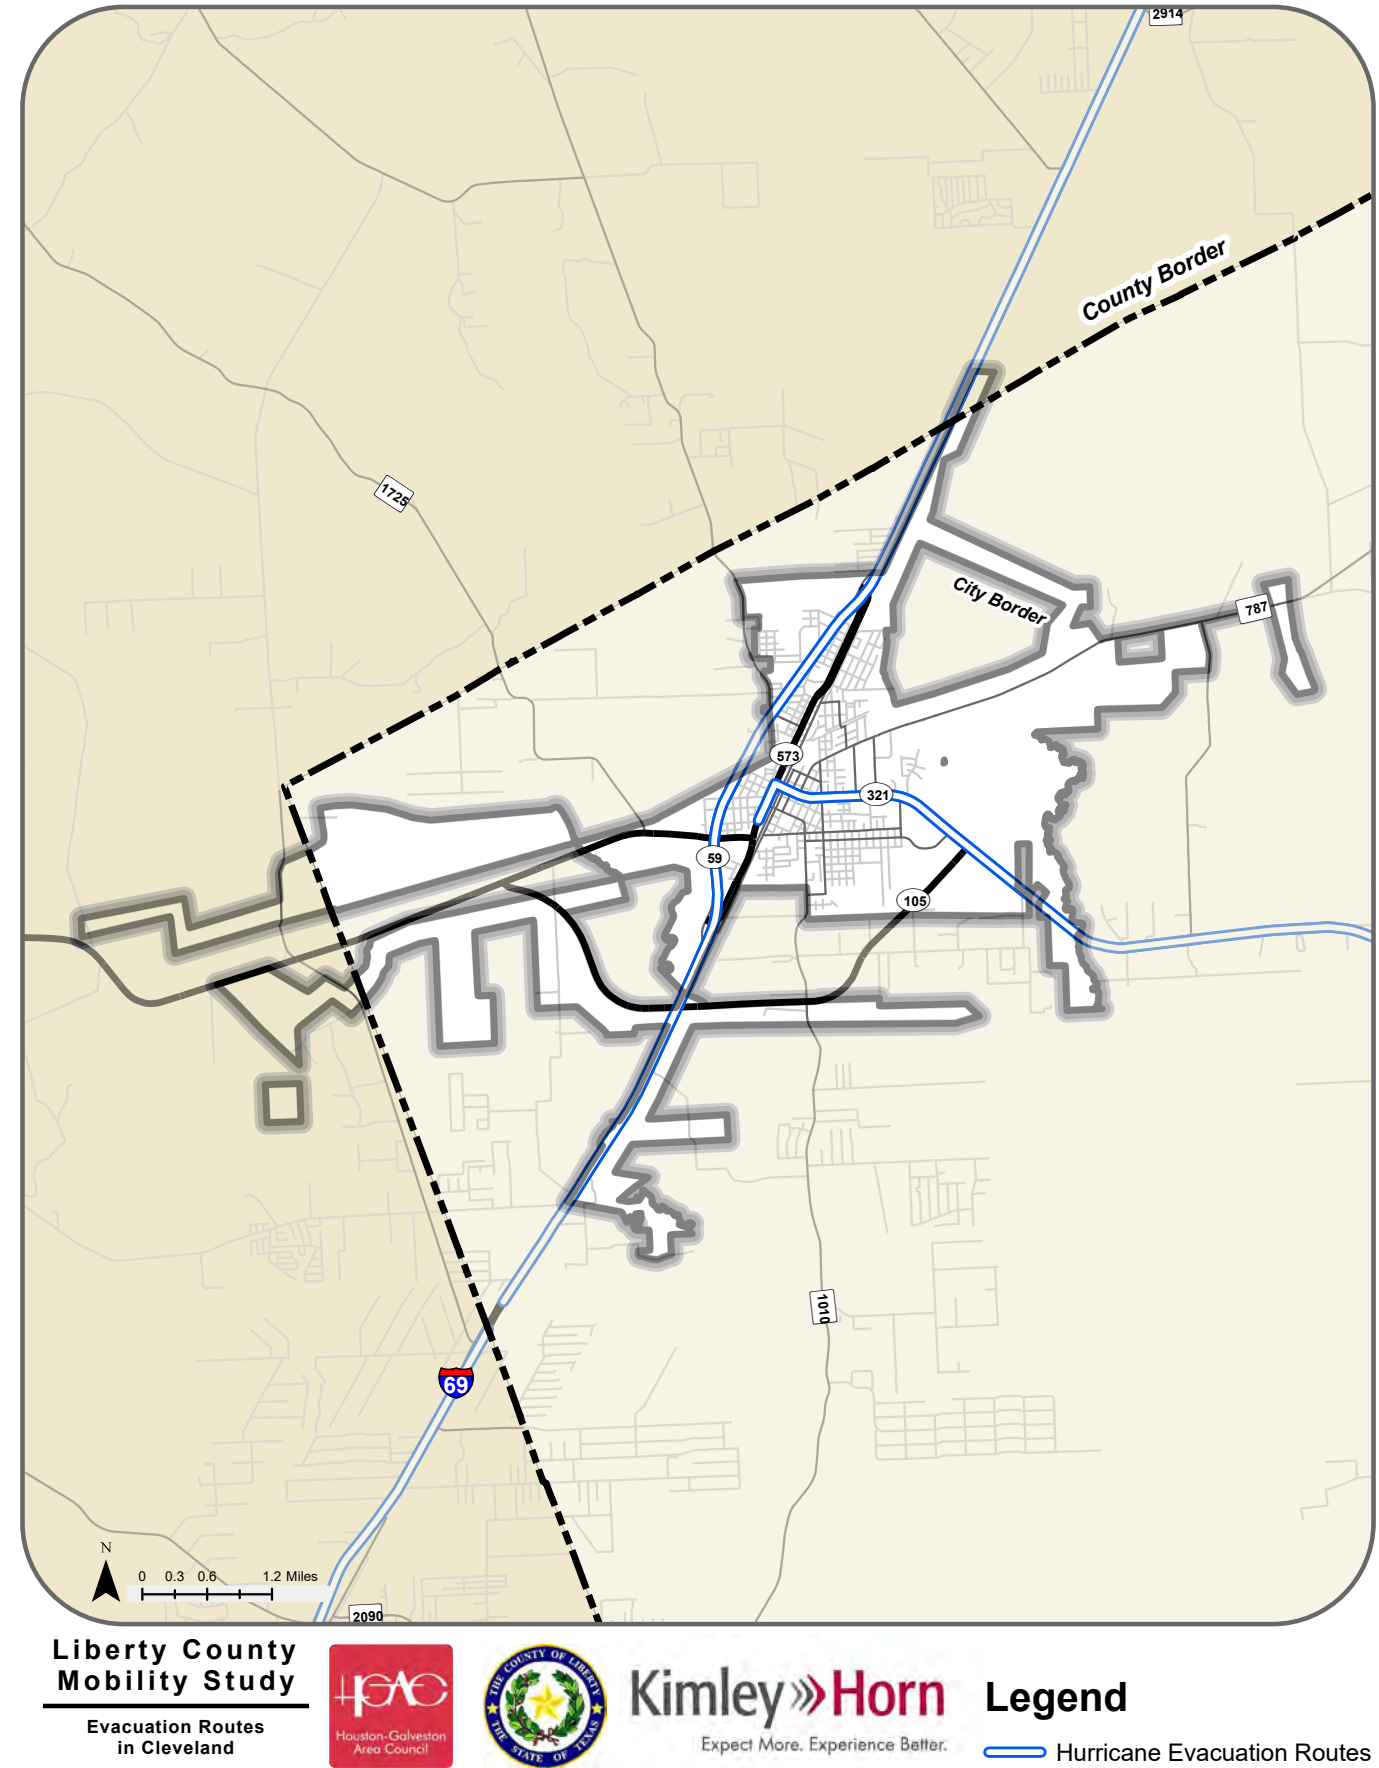 2914
County Border
1725
City Border
787
573
321
59
105
1010
69
N
0 0.3 0.6 1.2 Miles
2090
Liberty County
Mobility Study
Evacuation Routes
in Cleveland
HGAC
Houston-Galveston
Area Council
THE COUNTY OF LIBERTY
THE STATE OF TEXAS
Kimley»Horn
Expect More. Experience Better.
Legend
Hurricane Evacuation Routes